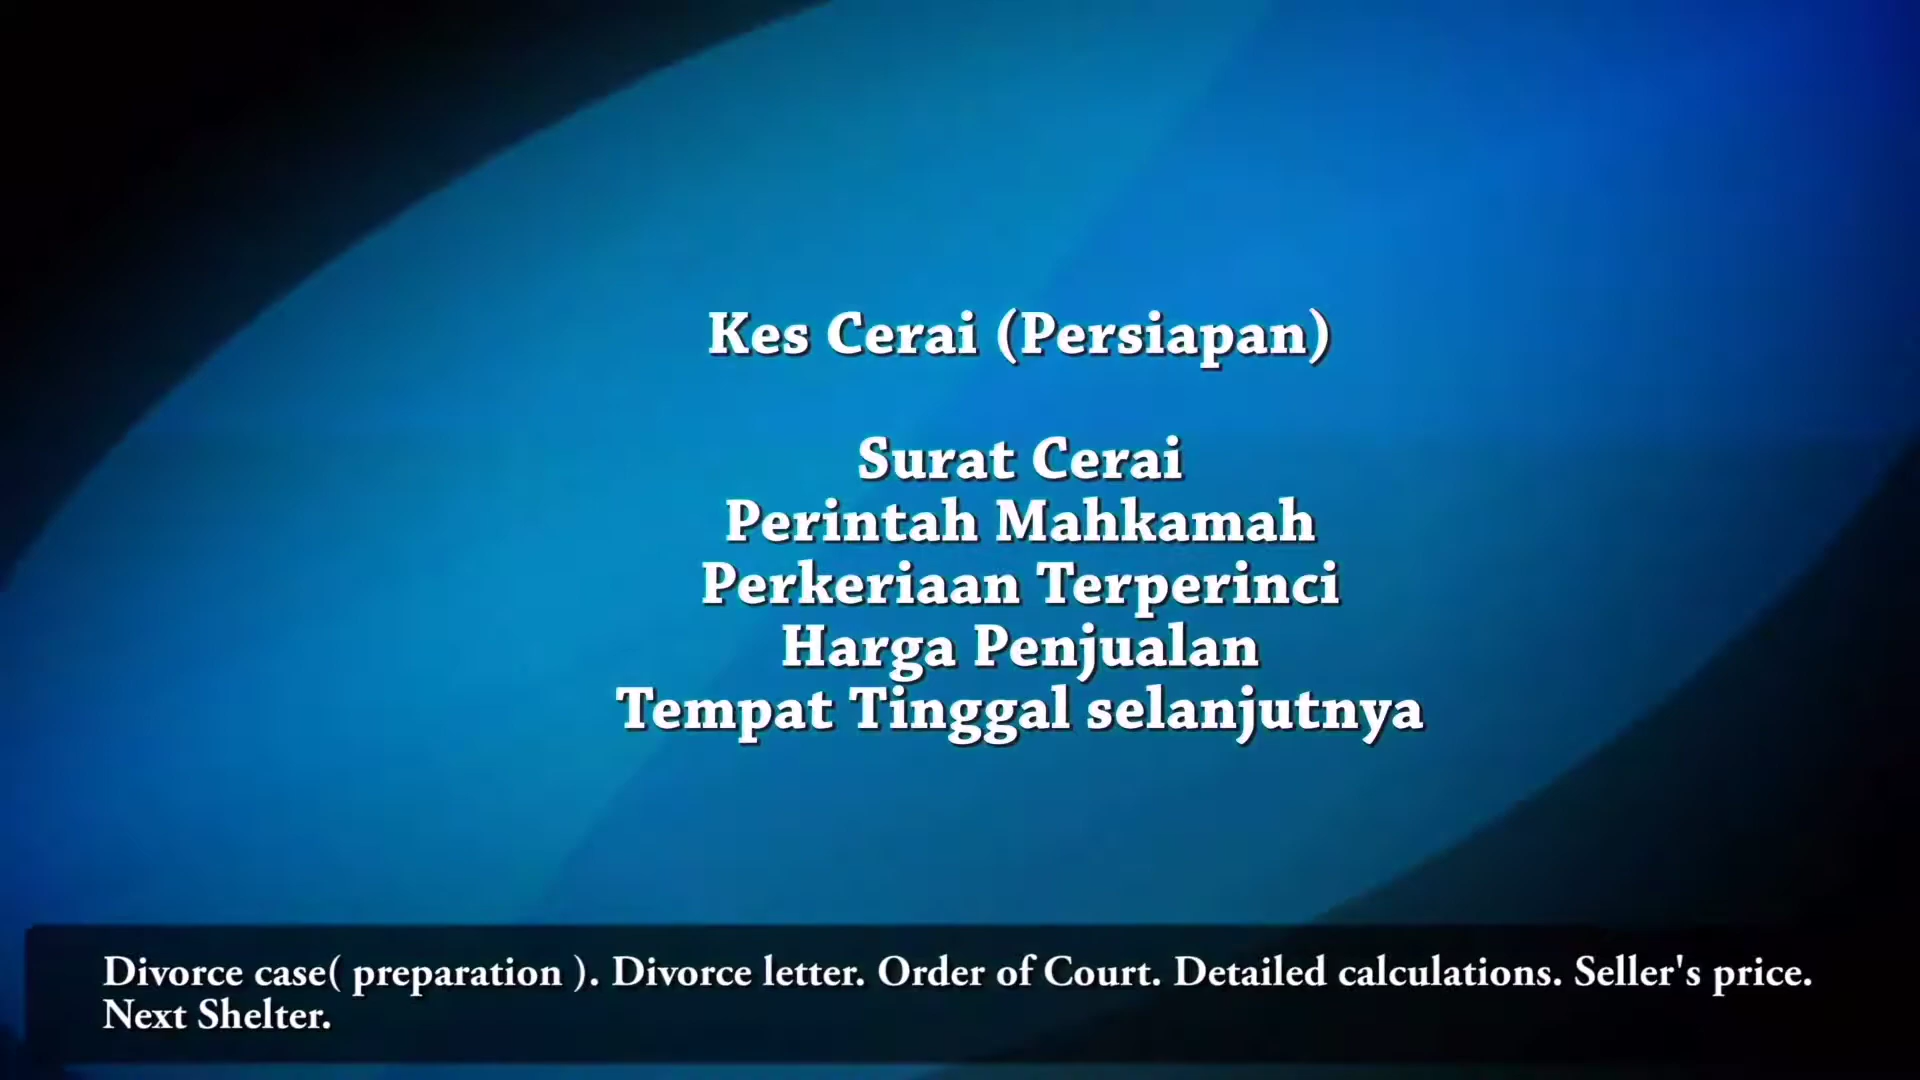 Kes Cerai (Persiapan)
Surat Cerai
Perintah Mahkamah
Perkeriaan Terperinci
Harga Penjualan
Tempat Tinggal selanjutnya
Divorce case( preparation ). Divorce letter. Order of Court. Detailed calculations. Seller's price.
Next Shelter.